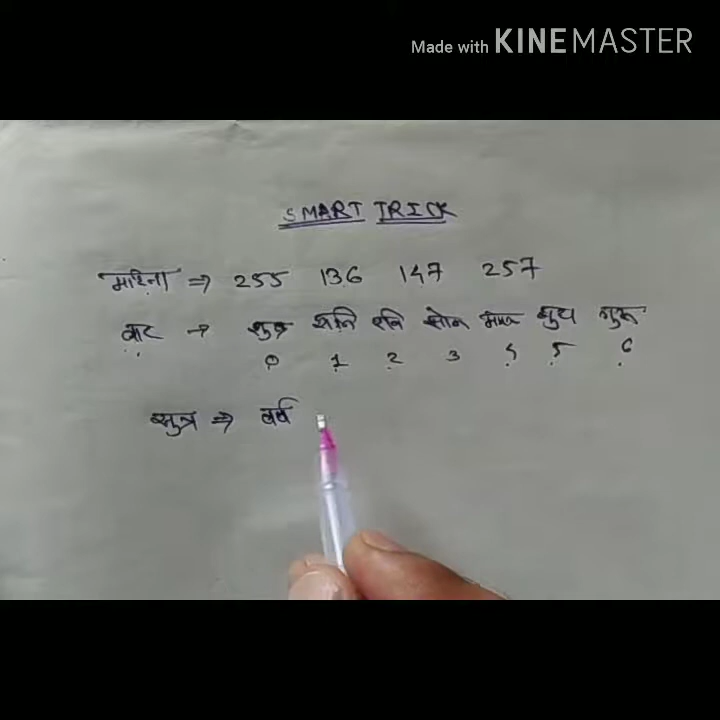 Made with KINEMASTER
SMART TRICK
महिना ⇒ 255 136 147 257
वार → शुक्र शनि रवि सोम मंगल बुध गुरू
0 1 2 3 4 5 6
सुत्र ⇒ वर्ष